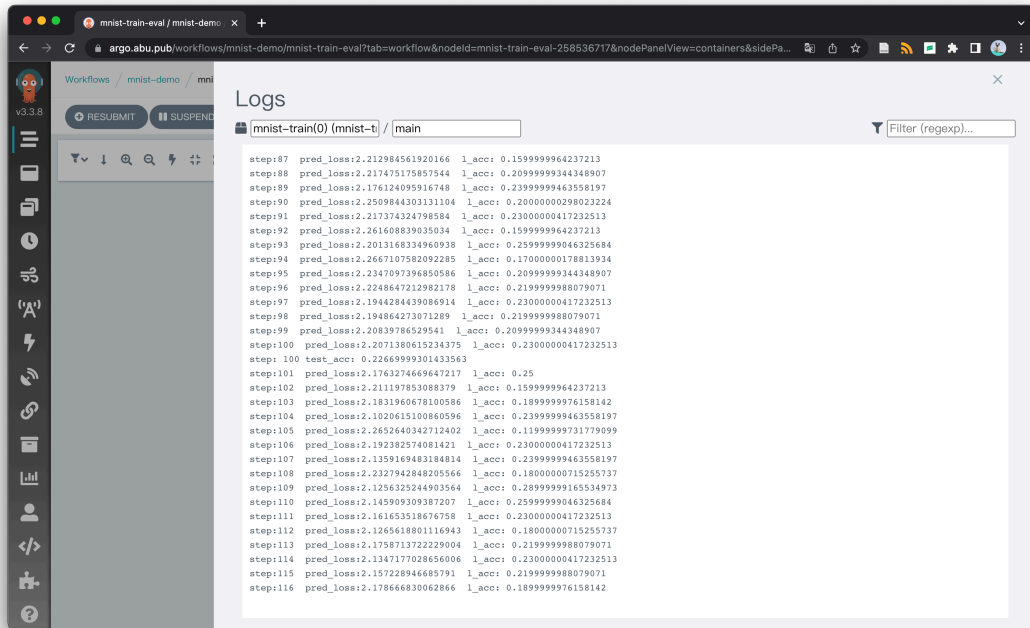 mnist-train-eval / mnist-demo
argo.abu.pub/workflows/mnist-demo/mnist-train-eval?tab=workflow&nodeId=mnist-train-eval-258536717&nodePanelView=containers&sidePa...
v3.3.8
Workflows / mnist-demo / mni
RESUBMIT
SUSPEND
Logs
mnist-train(0) (mnist-t / main
Filter (regexp)...
step:87 pred_loss:2.212984561920166 l_acc: 0.1599999964237213
step:88 pred_loss:2.217475175857544 l_acc: 0.20999999344348907
step:89 pred_loss:2.176124095916748 l_acc: 0.23999999463558197
step:90 pred_loss:2.2509844303131104 l_acc: 0.20000000298023224
step:91 pred_loss:2.217374324798584 l_acc: 0.23000000417232513
step:92 pred_loss:2.261608839035034 l_acc: 0.1599999964237213
step:93 pred_loss:2.2013168334960938 l_acc: 0.25999999046325684
step:94 pred_loss:2.2667107582092285 l_acc: 0.17000000178813934
step:95 pred_loss:2.2347097396850586 l_acc: 0.20999999344348907
step:96 pred_loss:2.2248647212982178 l_acc: 0.2199999988079071
step:97 pred_loss:2.1944284439086914 l_acc: 0.23000000417232513
step:98 pred_loss:2.194864273071289 l_acc: 0.2199999988079071
step:99 pred_loss:2.20839786529541 l_acc: 0.20999999344348907
step:100 pred_loss:2.2071380615234375 l_acc: 0.23000000417232513
step: 100 test_acc: 0.22669999301433563
step:101 pred_loss:2.1763274669647217 l_acc: 0.25
step:102 pred_loss:2.211197853088379 l_acc: 0.1599999964237213
step:103 pred_loss:2.1831960678100586 l_acc: 0.1899999976158142
step:104 pred_loss:2.1020615100860596 l_acc: 0.23999999463558197
step:105 pred_loss:2.2652640342712402 l_acc: 0.11999999731779099
step:106 pred_loss:2.192382574081421 l_acc: 0.23000000417232513
step:107 pred_loss:2.1359169483184814 l_acc: 0.23999999463558197
step:108 pred_loss:2.2327942848205566 l_acc: 0.18000000715255737
step:109 pred_loss:2.1256325244903564 l_acc: 0.28999999165534973
step:110 pred_loss:2.145909309387207 l_acc: 0.25999999046325684
step:111 pred_loss:2.161653518676758 l_acc: 0.23000000417232513
step:112 pred_loss:2.1265618801116943 l_acc: 0.18000000715255737
step:113 pred_loss:2.1758713722229004 l_acc: 0.2199999988079071
step:114 pred_loss:2.1347177028656006 l_acc: 0.23000000417232513
step:115 pred_loss:2.157228946685791 l_acc: 0.2199999988079071
step:116 pred_loss:2.178666830062866 l_acc: 0.1899999976158142